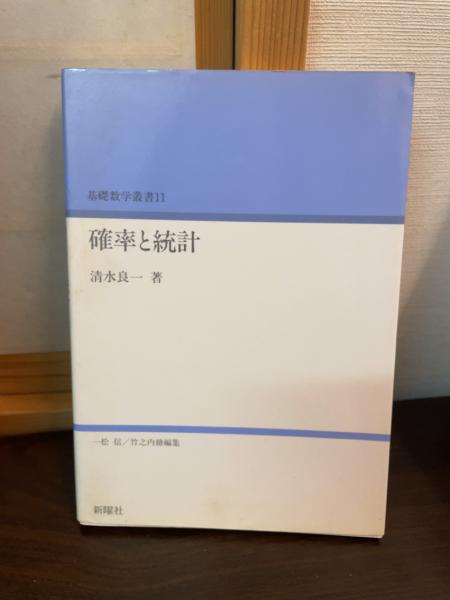 基礎数学叢書11
確率と統計
清水良一 著
一松 信/竹之内脩編集
新曜社